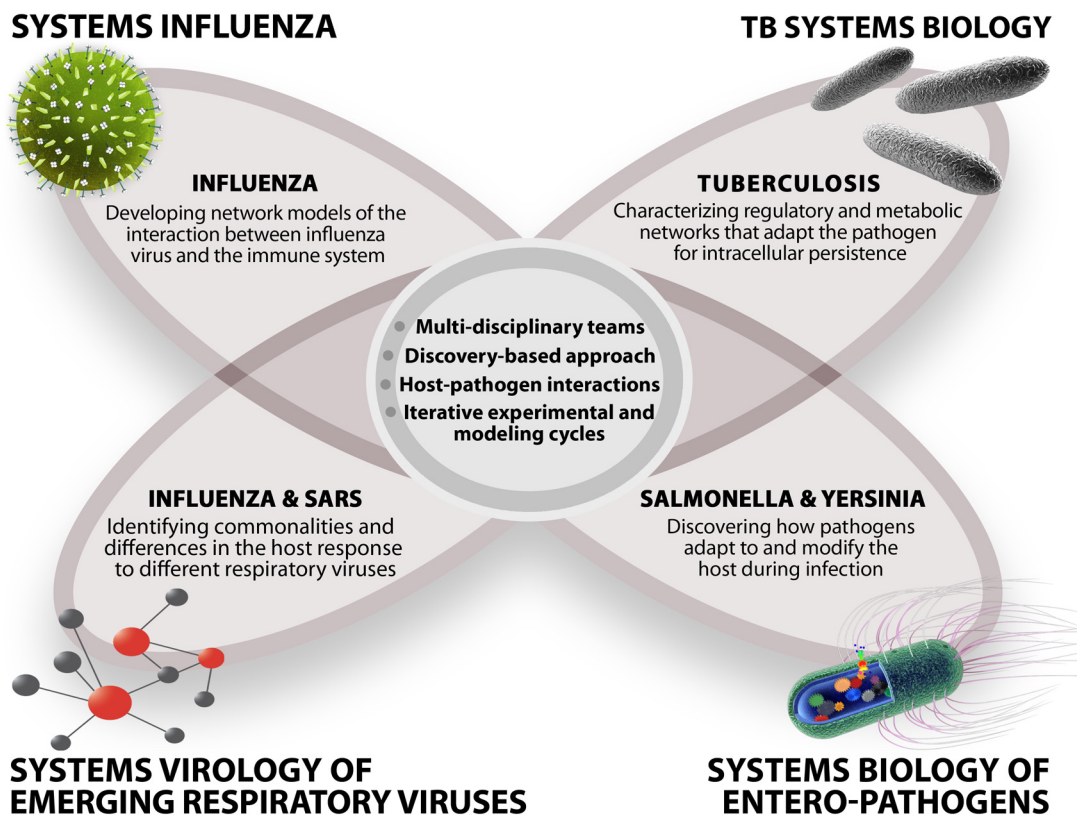 SYSTEMS INFLUENZA
TB SYSTEMS BIOLOGY
INFLUENZA
Developing network models of the
interaction between influenza
virus and the immune system
TUBERCULOSIS
Characterizing regulatory and metabolic
networks that adapt the pathogen
for intracellular persistence
Multi-disciplinary teams
Discovery-based approach
Host-pathogen interactions
Iterative experimental and
modeling cycles
INFLUENZA & SARS
Identifying commonalities and
differences in the host response
to different respiratory viruses
SALMONELLA & YERSINIA
Discovering how pathogens
adapt to and modify the
host during infection
SYSTEMS VIROLOGY OF
EMERGING RESPIRATORY VIRUSES
SYSTEMS BIOLOGY OF
ENTERO-PATHOGENS